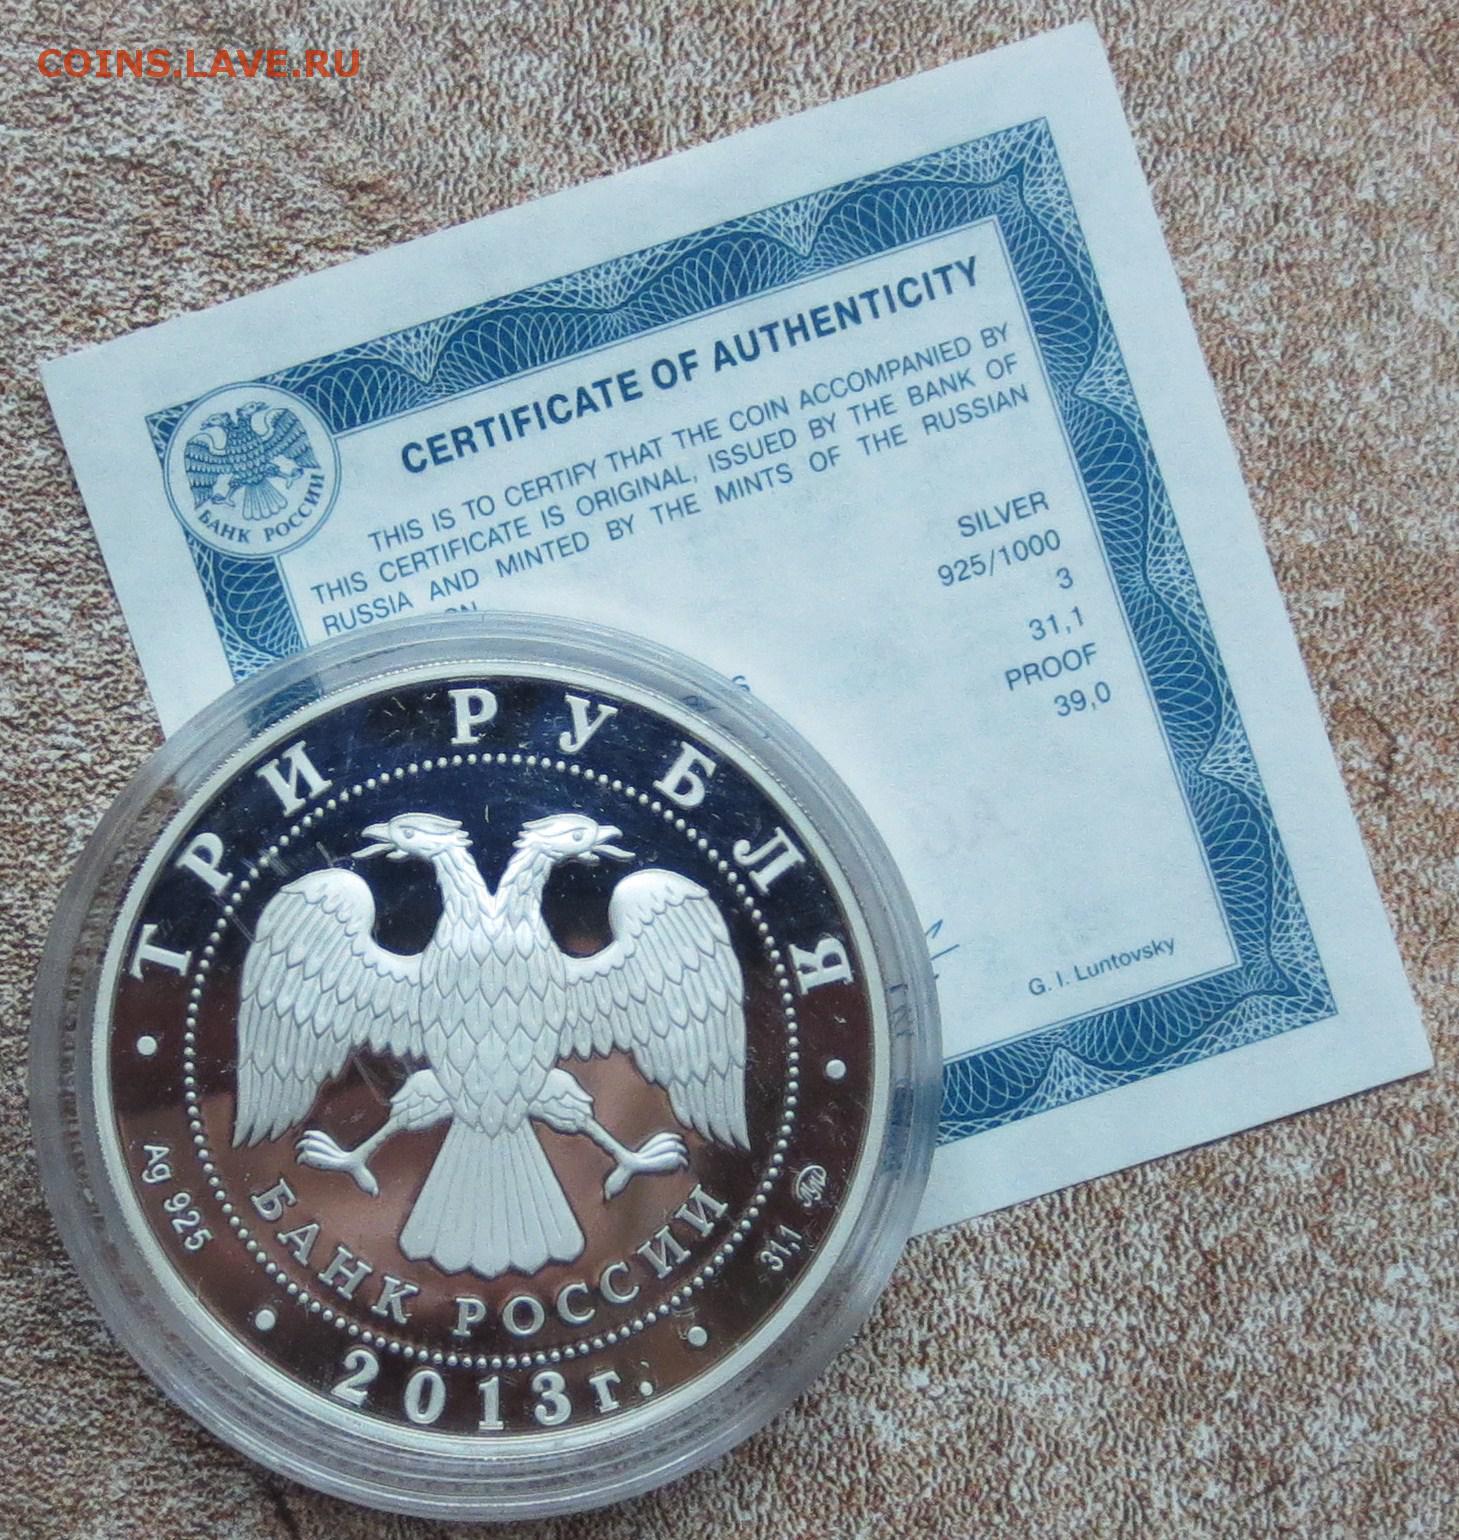 COINS.LAVE.RU
БАНК РОССИИ
CERTIFICATE OF AUTHENTICITY
THIS IS TO CERTIFY THAT THE COIN ACCOMPANIED BY
THIS CERTIFICATE IS ORIGINAL, ISSUED BY THE BANK OF
RUSSIA AND MINTED BY THE MINTS OF THE RUSSIAN
SILVER
925/1000
3
31,1
PROOF
39,0
G. I. Luntovsky
ТРИ РУБЛЯ
Ag 925
БАНК РОССИИ
31,1
2013г.